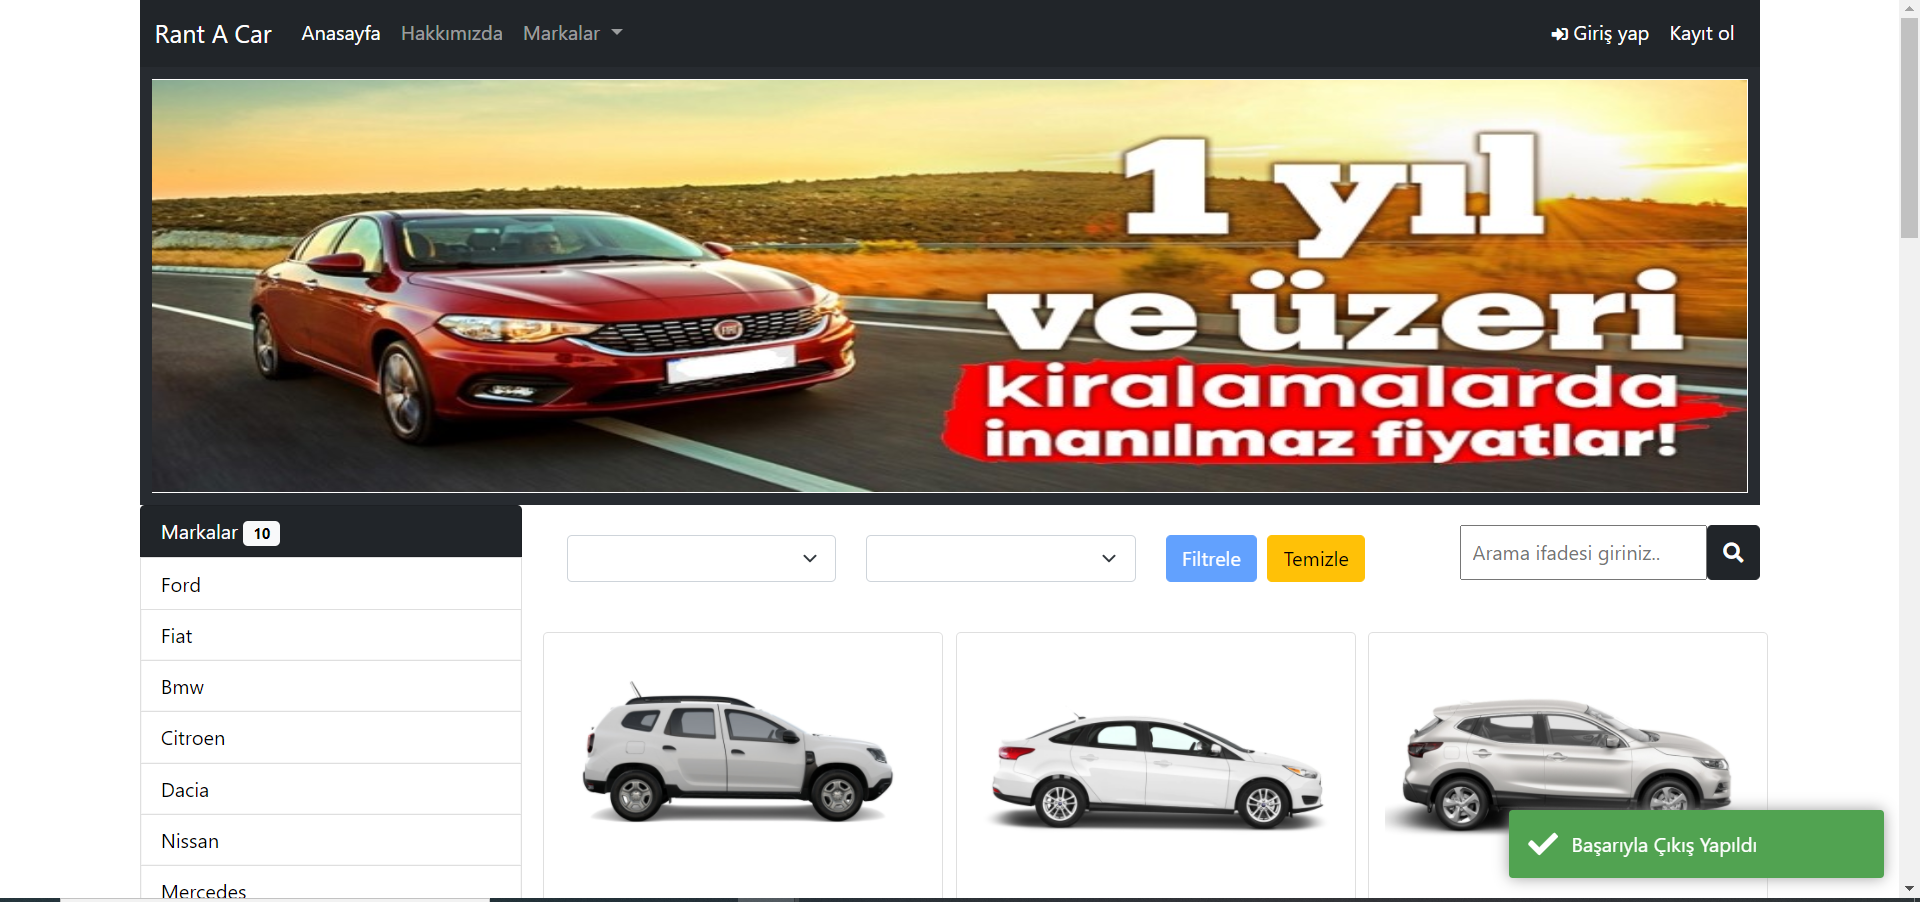 Rant A Car Anasayfa Hakkımızda Markalar Giriş yap Kayıt ol
1 yıl
ve üzeri
kiralamalarda
inanılmaz fiyatlar!
Markalar 10
Filtrele Temizle Arama ifadesi giriniz..
Ford
Fiat
Bmw
Citroen
Dacia
Nissan
Mercedes
Başarıyla Çıkış Yapıldı